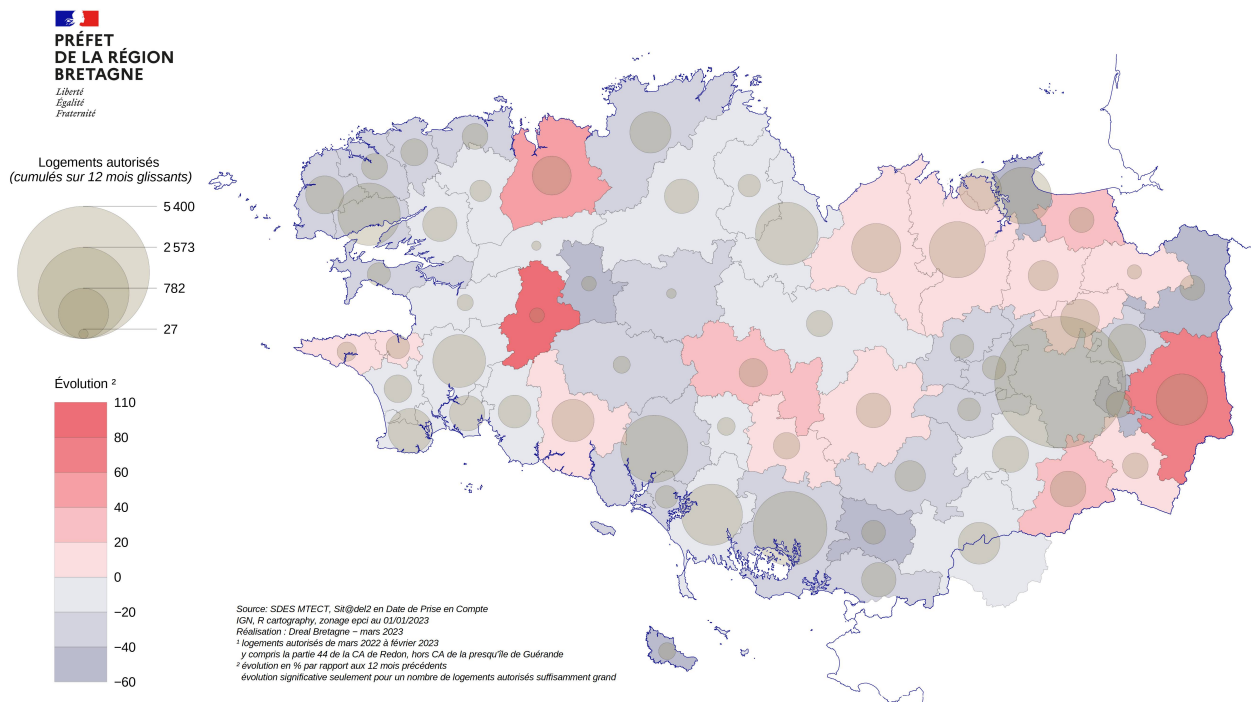 PRÉFET
DE LA RÉGION
BRETAGNE
Liberté
Égalité
Fraternité
Logements autorisés
(cumulés sur 12 mois glissants)
5 400
2 573
782
27
Évolution ²
110
80
60
40
20
0
−20
−40
−60
Source: SDES MTECT, Sit@del2 en Date de Prise en Compte
IGN, R cartography, zonage epci au 01/01/2023
Réalisation : Dreal Bretagne − mars 2023
¹ logements autorisés de mars 2022 à février 2023
y compris la partie 44 de la CA de Redon, hors CA de la presqu'île de Guérande
² évolution en % par rapport aux 12 mois précédents
évolution significative seulement pour un nombre de logements autorisés suffisamment grand